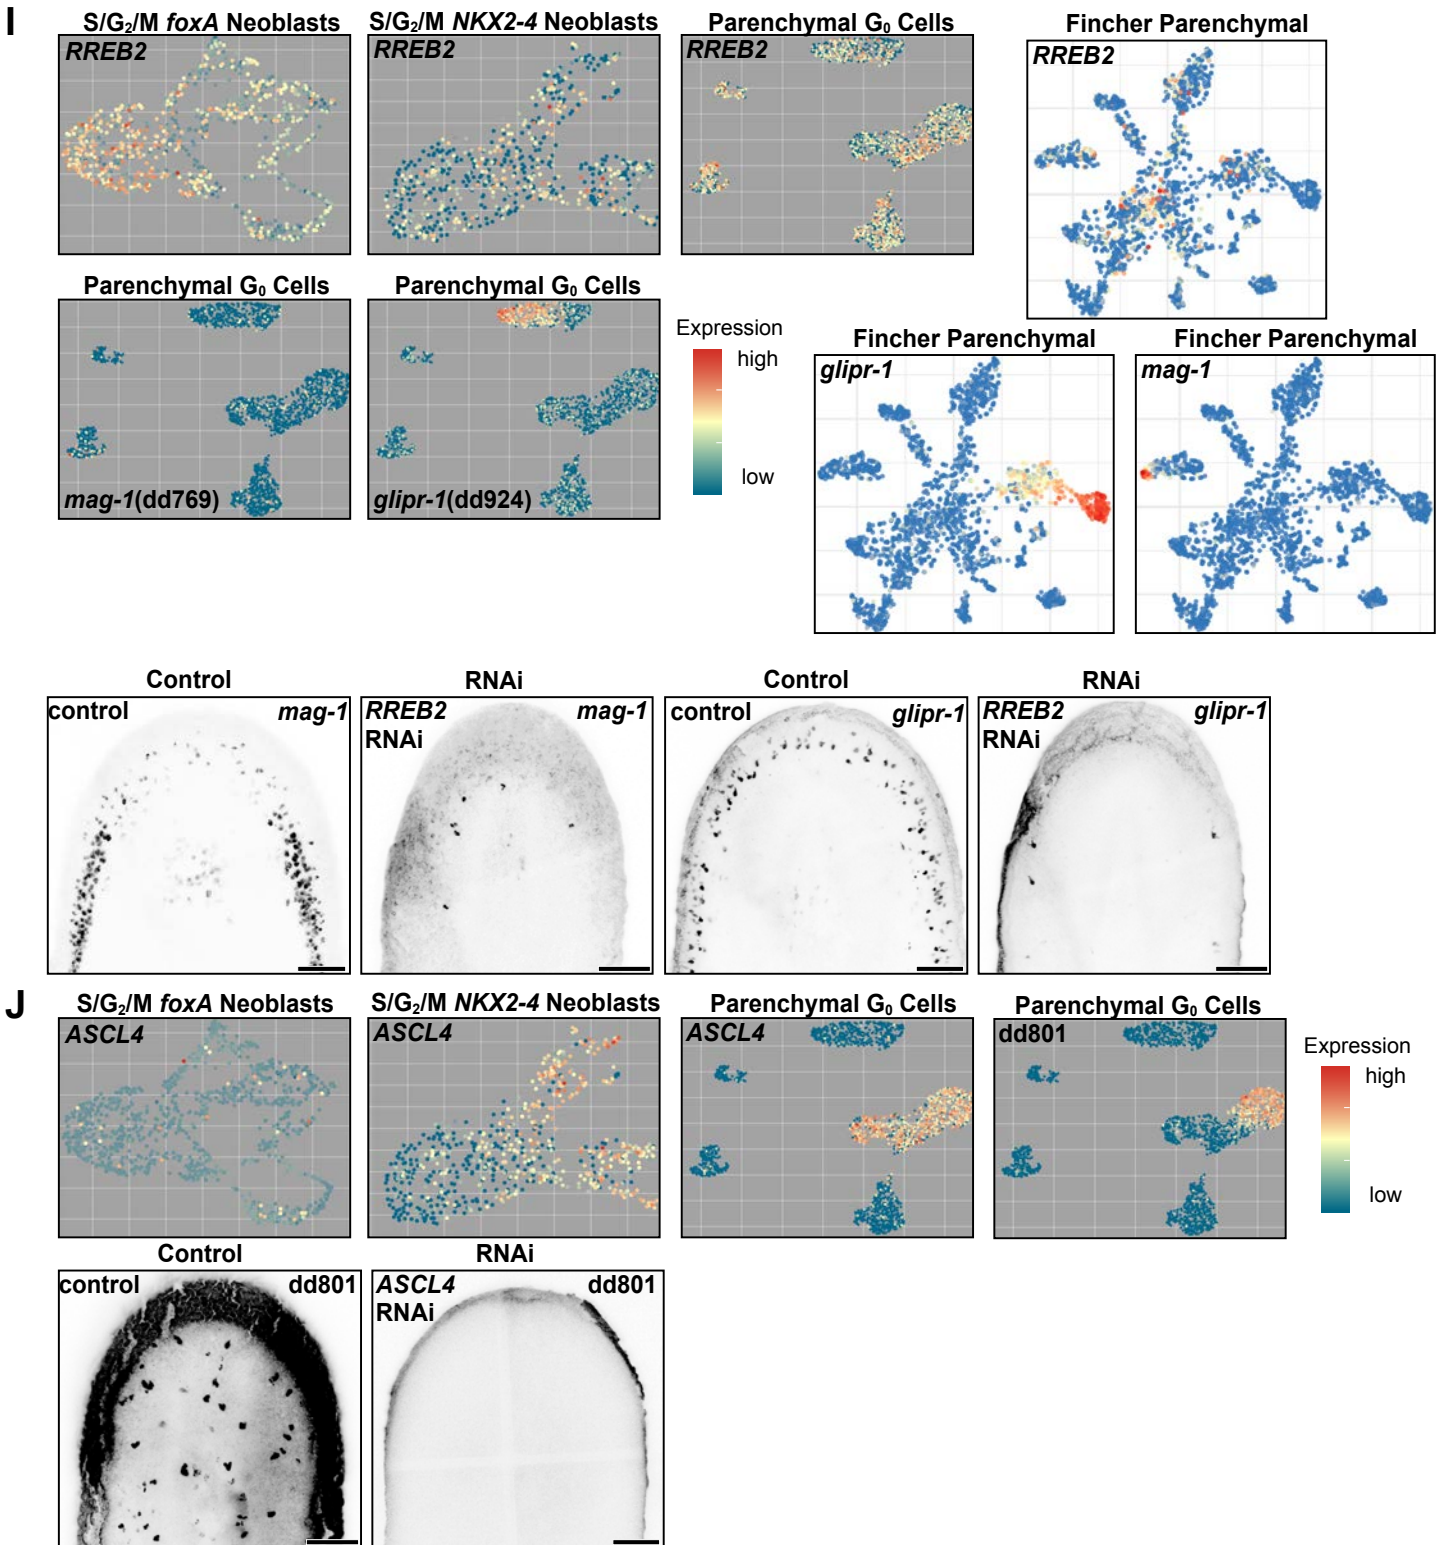 I
S/G₂/M foxA Neoblasts
RREB2
S/G₂/M NKX2-4 Neoblasts
RREB2
Parenchymal G₀ Cells
RREB2
Fincher Parenchymal
RREB2
Parenchymal G₀ Cells
mag-1(dd769)
Parenchymal G₀ Cells
glipr-1(dd924)
Expression
high
low
Fincher Parenchymal
glipr-1
Fincher Parenchymal
mag-1
Control
control mag-1
RNAi
RREB2 mag-1
RNAi
Control
control glipr-1
RNAi
RREB2 glipr-1
RNAi
J
S/G₂/M foxA Neoblasts
ASCL4
S/G₂/M NKX2-4 Neoblasts
ASCL4
Parenchymal G₀ Cells
ASCL4
Parenchymal G₀ Cells
dd801
Expression
high
low
Control
control dd801
RNAi
ASCL4 dd801
RNAi